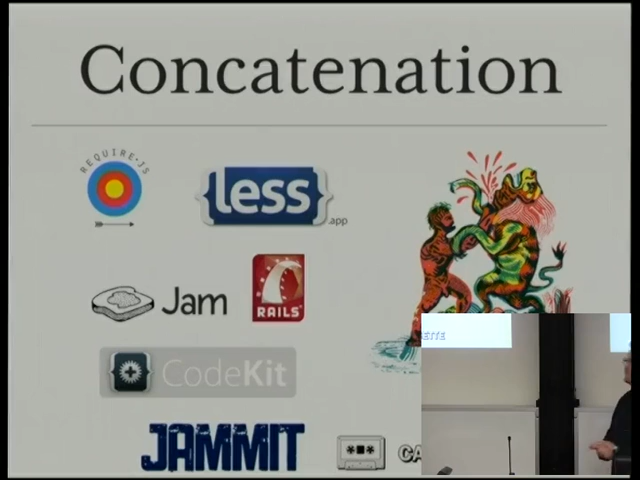 Concatenation
REQUIRE-JS
{less}
.app
Jam
RAILS
CodeKit
JAMMIT